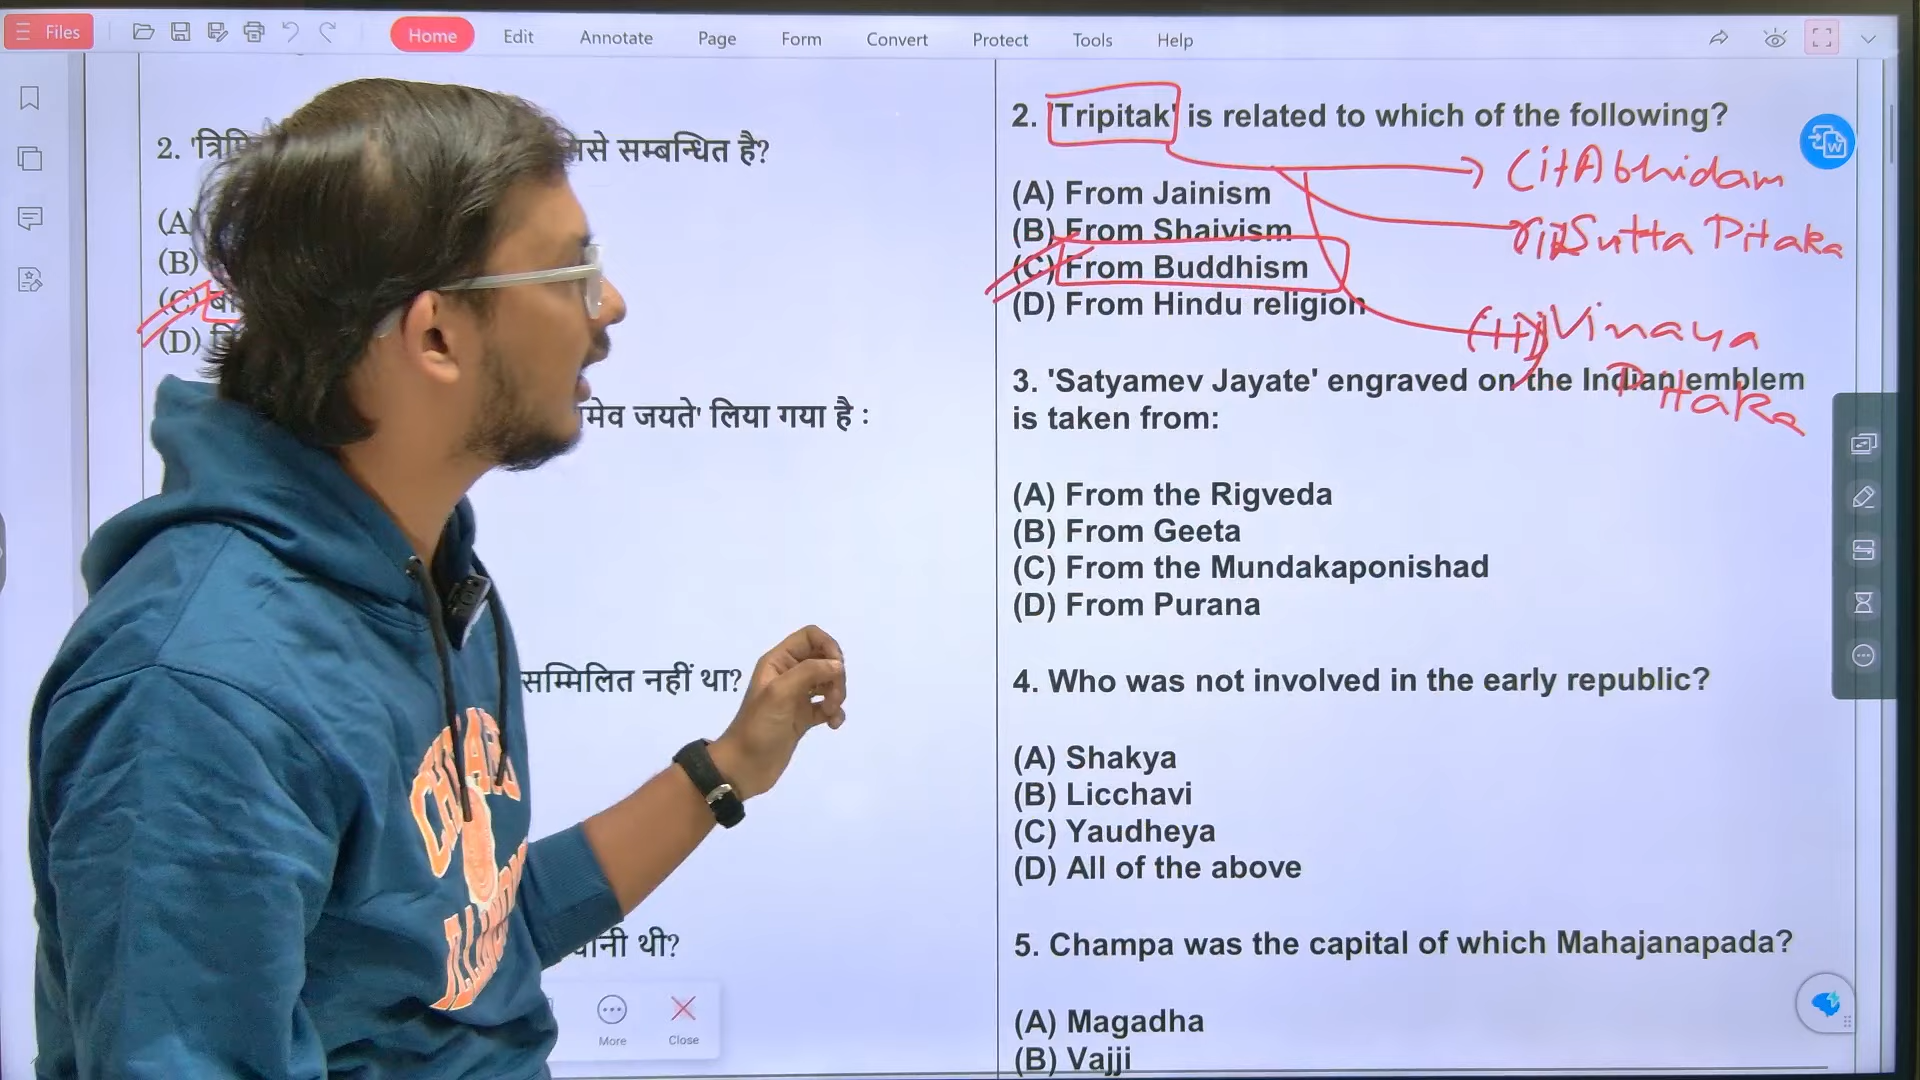 Files
Home Edit Annotate Page Form Convert Protect Tools Help
से सम्बन्धित है?
(A)
(B)
(C)
(D)
जयते' लिया गया है :
सम्मिलित नहीं था?
थी?
More Close
2. 'Tripitak' is related to which of the following?
(A) From Jainism
(B) From Shaivism
(C) From Buddhism
(D) From Hindu religion
(i) Abhidam
(ii) Sutta Pitaka
(iii) Vinaya
Pitaka
3. 'Satyamev Jayate' engraved on the Indian emblem
is taken from:
(A) From the Rigveda
(B) From Geeta
(C) From the Mundakaponishad
(D) From Purana
4. Who was not involved in the early republic?
(A) Shakya
(B) Licchavi
(C) Yaudheya
(D) All of the above
5. Champa was the capital of which Mahajanapada?
(A) Magadha
(B) Vajji